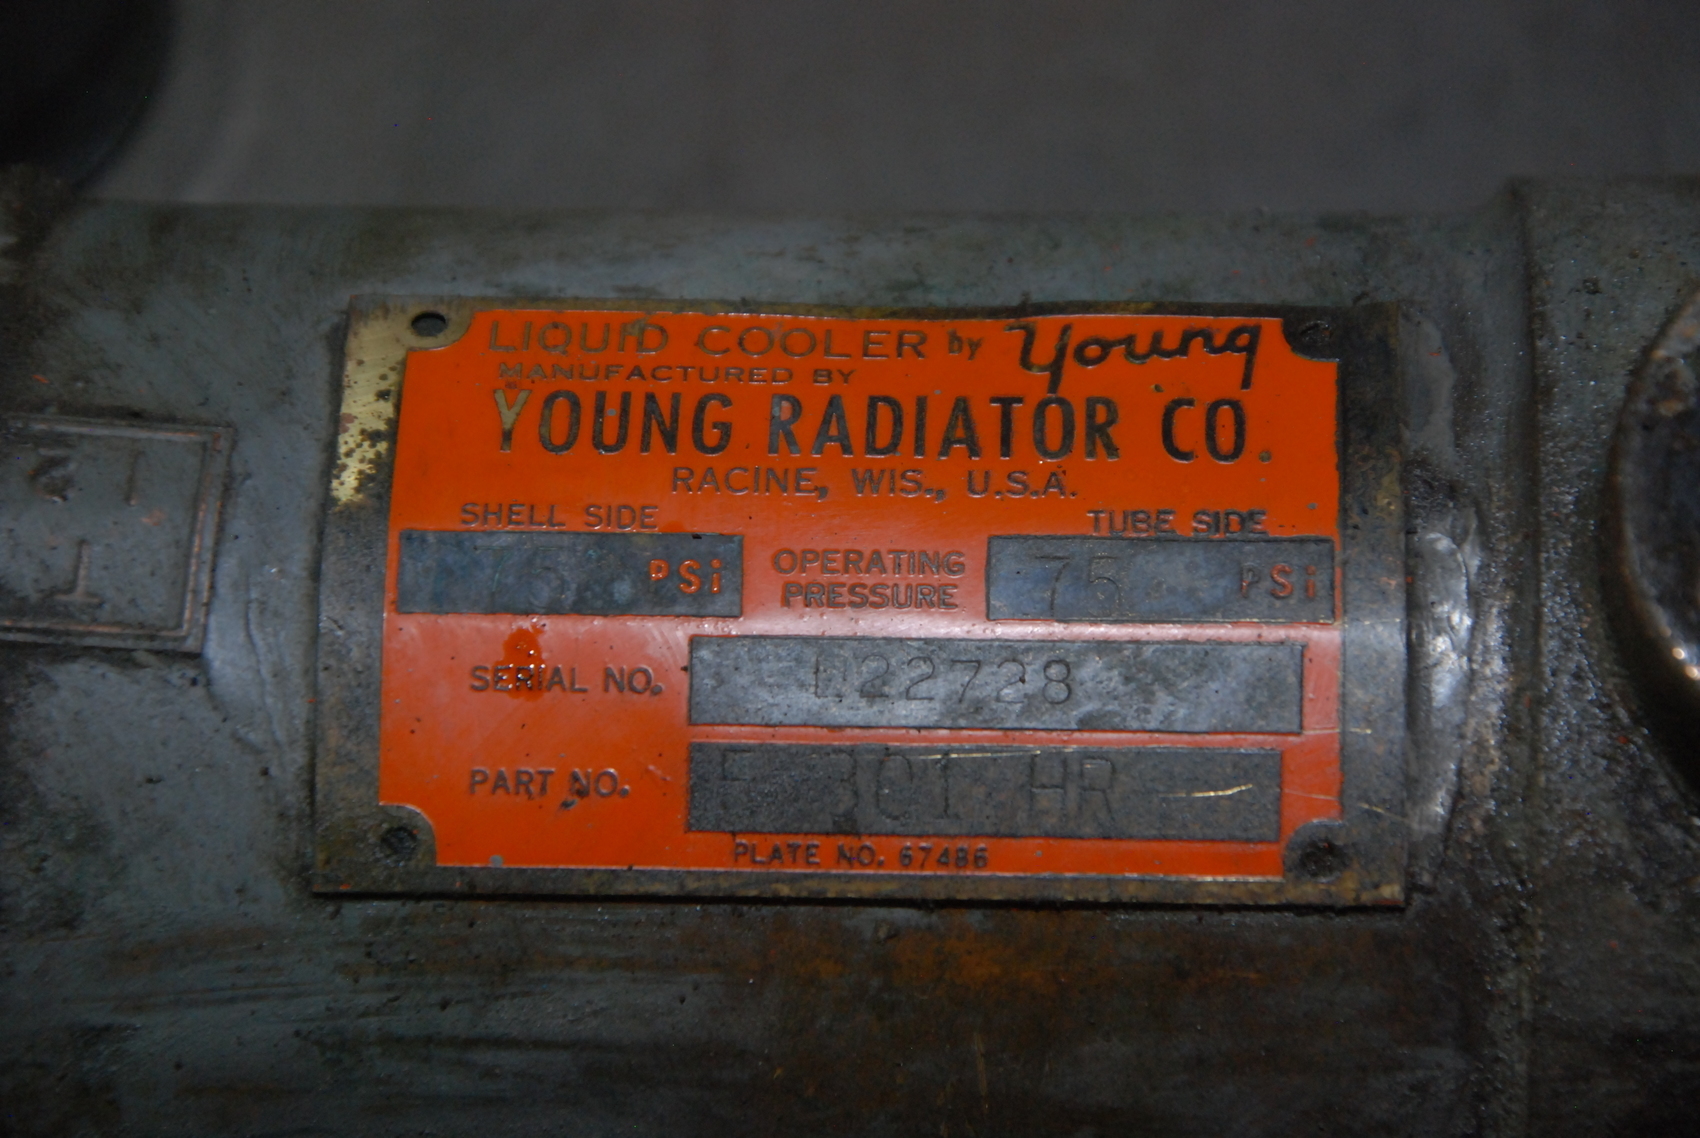 LIQUID COOLER by Young
MANUFACTURED BY
YOUNG RADIATOR CO.
RACINE, WIS., U.S.A.
SHELL SIDE TUBE SIDE
75 PSi OPERATING PRESSURE 75 PSi
SERIAL NO. 22728
PART NO. F 301 HR
PLATE NO. 67486